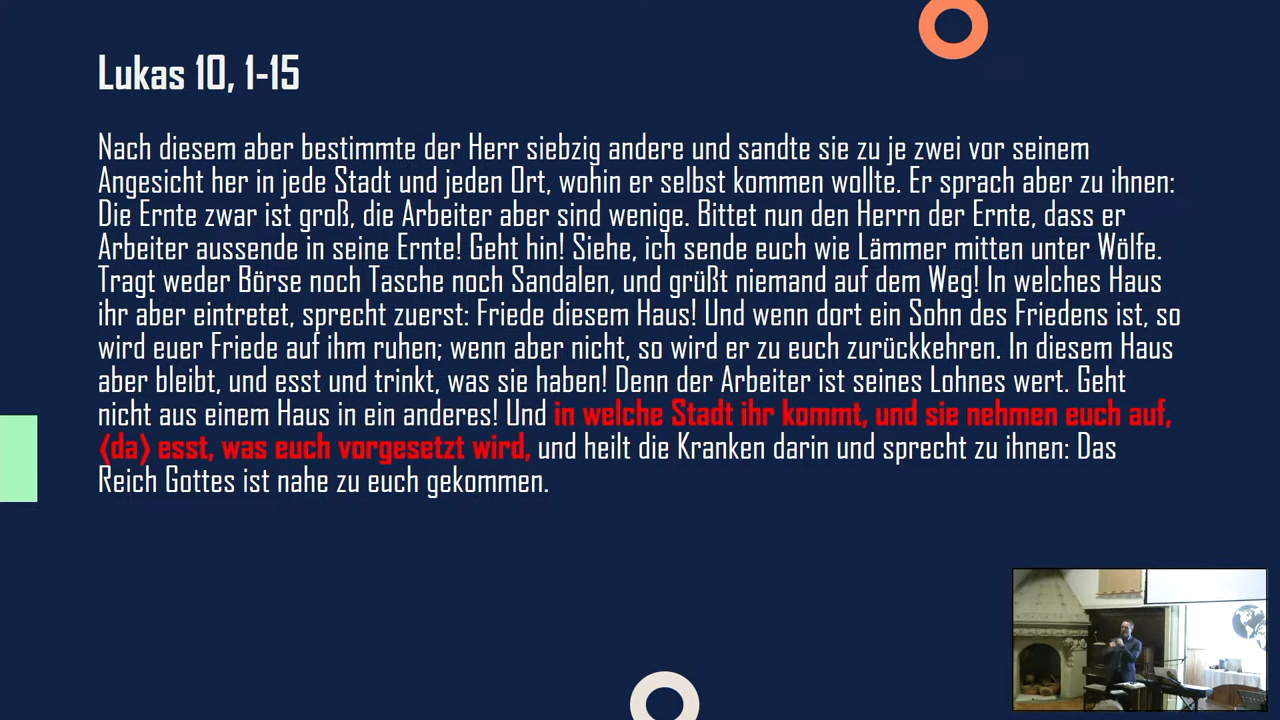 Lukas 10, 1-15
Nach diesem aber bestimmte der Herr siebzig andere und sandte sie zu je zwei vor seinem
Angesicht her in jede Stadt und jeden Ort, wohin er selbst kommen wollte. Er sprach aber zu ihnen:
Die Ernte zwar ist groß, die Arbeiter aber sind wenige. Bittet nun den Herrn der Ernte, dass er
Arbeiter aussende in seine Ernte! Geht hin! Siehe, ich sende euch wie Lämmer mitten unter Wölfe.
Tragt weder Börse noch Tasche noch Sandalen, und grüßt niemand auf dem Weg! In welches Haus
ihr aber eintretet, sprecht zuerst: Friede diesem Haus! Und wenn dort ein Sohn des Friedens ist, so
wird euer Friede auf ihm ruhen; wenn aber nicht, so wird er zu euch zurückkehren. In diesem Haus
aber bleibt, und esst und trinkt, was sie haben! Denn der Arbeiter ist seines Lohnes wert. Geht
nicht aus einem Haus in ein anderes! Und in welche Stadt ihr kommt, und sie nehmen euch auf,
⟨da⟩ esst, was euch vorgesetzt wird, und heilt die Kranken darin und sprecht zu ihnen: Das
Reich Gottes ist nahe zu euch gekommen.